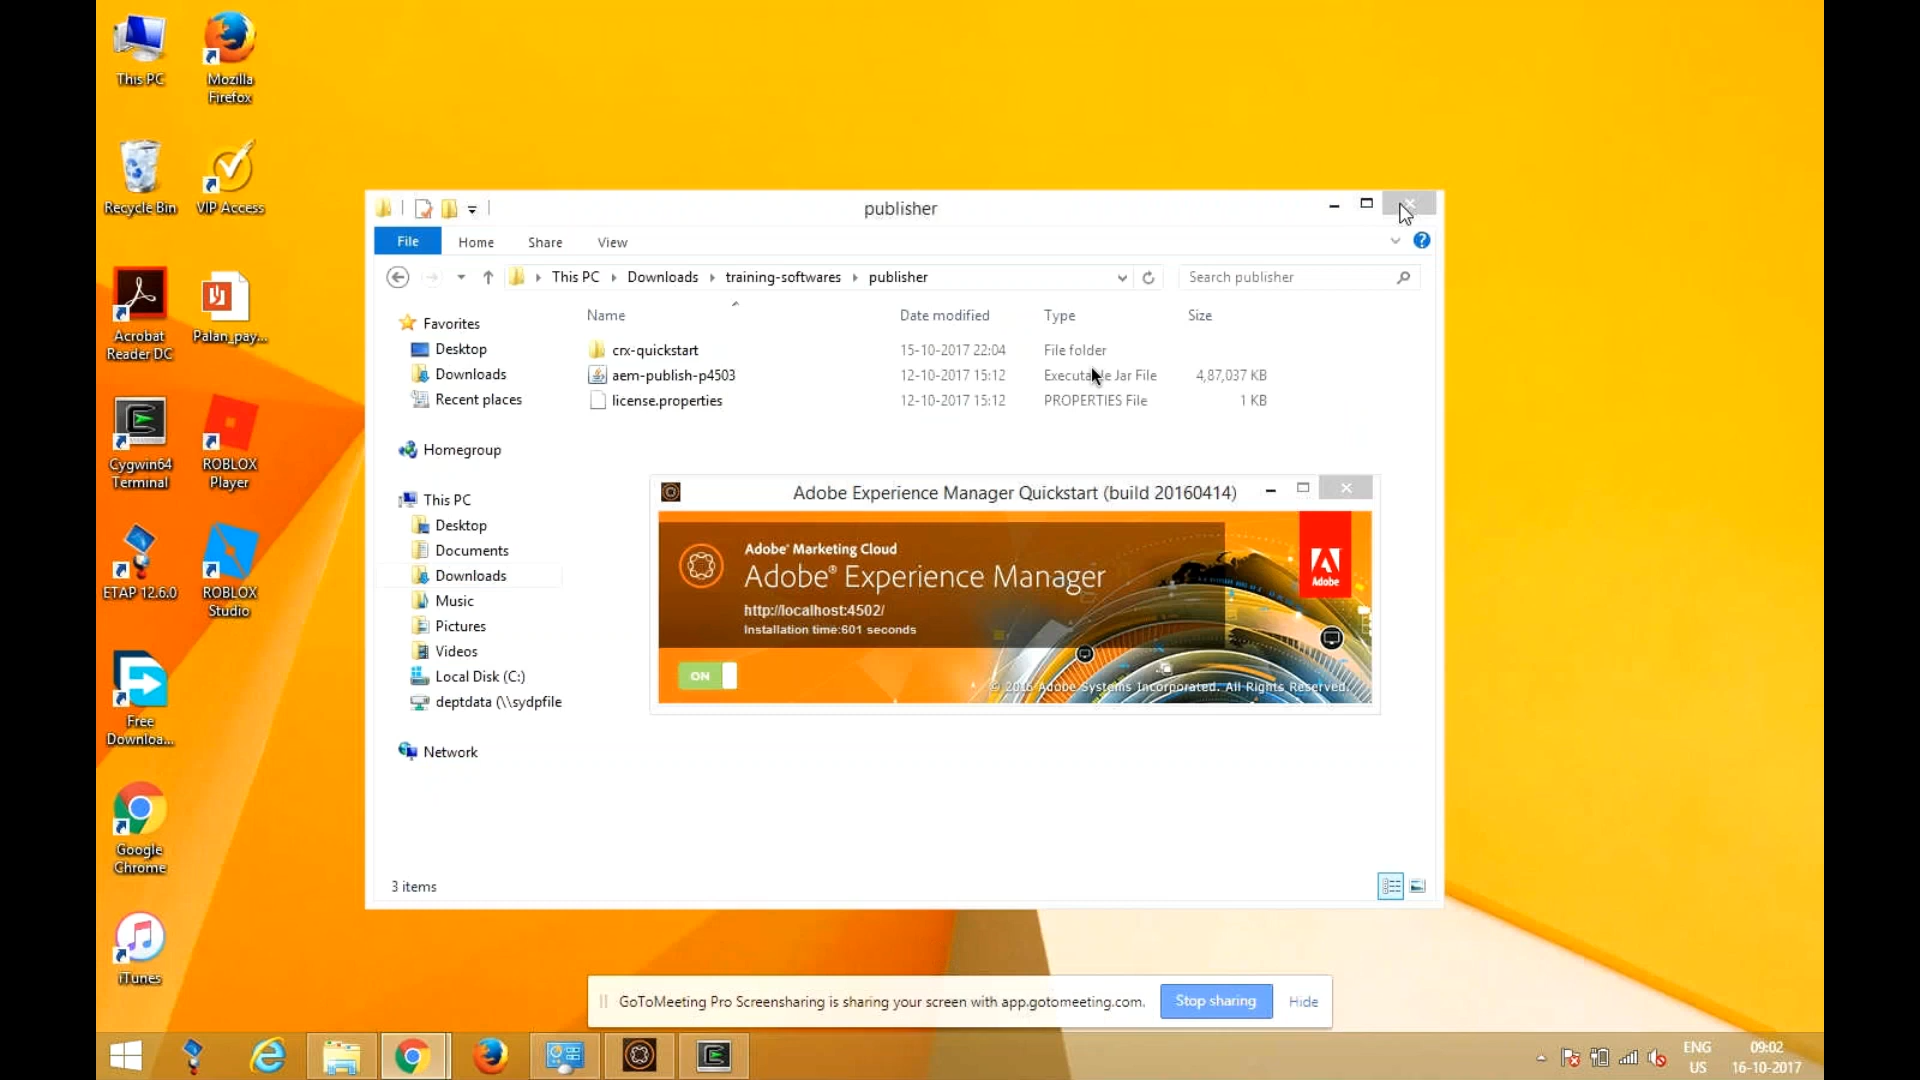 This PC
Mozilla
Firefox
Recycle Bin
VIP Access
Acrobat
Reader DC
Palan_pay...
Cygwin64
Terminal
ROBLOX
Player
ETAP 12.6.0
ROBLOX
Studio
Free
Downloa...
Google
Chrome
iTunes
publisher
File Home Share View
This PC Downloads training-softwares publisher
Search publisher
Name Date modified Type Size
crx-quickstart 15-10-2017 22:04 File folder
aem-publish-p4503 12-10-2017 15:12 Executable Jar File 4,87,037 KB
license.properties 12-10-2017 15:12 PROPERTIES File 1 KB
Favorites
Desktop
Downloads
Recent places
Homegroup
This PC
Desktop
Documents
Downloads
Music
Pictures
Videos
Local Disk (C:)
deptdata (\\sydpfile
Network
3 items
Adobe Experience Manager Quickstart (build 20160414)
Adobe® Marketing Cloud
Adobe® Experience Manager
http://localhost:4502/
Installation time:601 seconds
Adobe
ON
© 2016 Adobe Systems Incorporated. All Rights Reserved.
GoToMeeting Pro Screensharing is sharing your screen with app.gotomeeting.com.
Stop sharing
Hide
ENG
US
09:02
16-10-2017